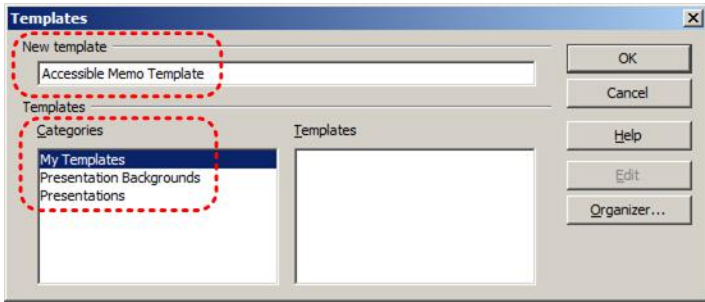 Templates
New template
Accessible Memo Template
Templates
Categories
My Templates
Presentation Backgrounds
Presentations
Templates
OK
Cancel
Help
Edit
Organizer...